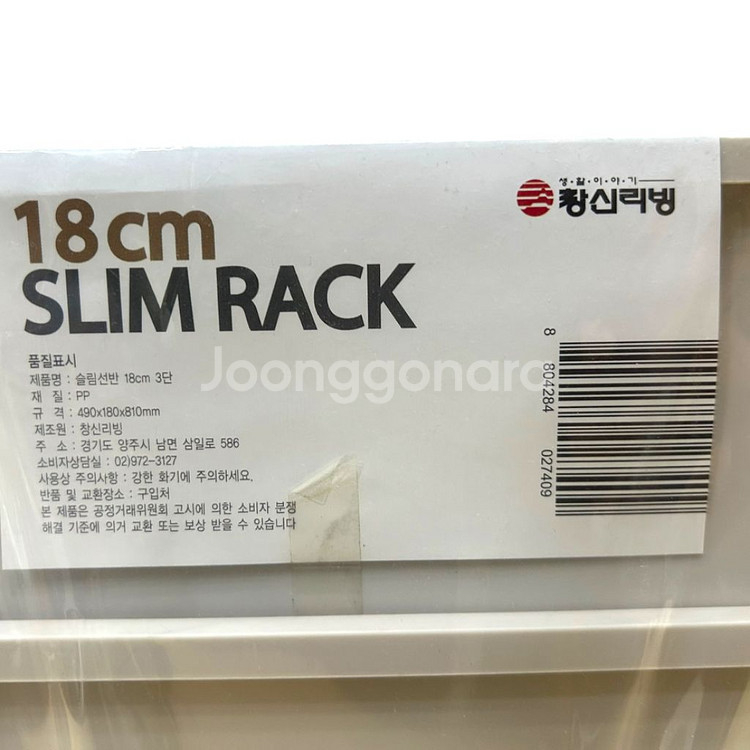 생·활·이·야·기
창신리빙
18cm
SLIM RACK
품질표시
제품명 : 슬림선반 18cm 3단
재 질 : PP
규 격 : 490x180x810mm
제조원 : 창신리빙
주 소 : 경기도 양주시 남면 삼일로 586
소비자상담실 : 02)972-3127
사용상 주의사항 : 강한 화기에 주의하세요.
반품 및 교환장소 : 구입처
본 제품은 공정거래위원회 고시에 의한 소비자 분쟁
해결 기준에 의거 교환 또는 보상 받을 수 있습니다
8 804284 027409
Joonggonara